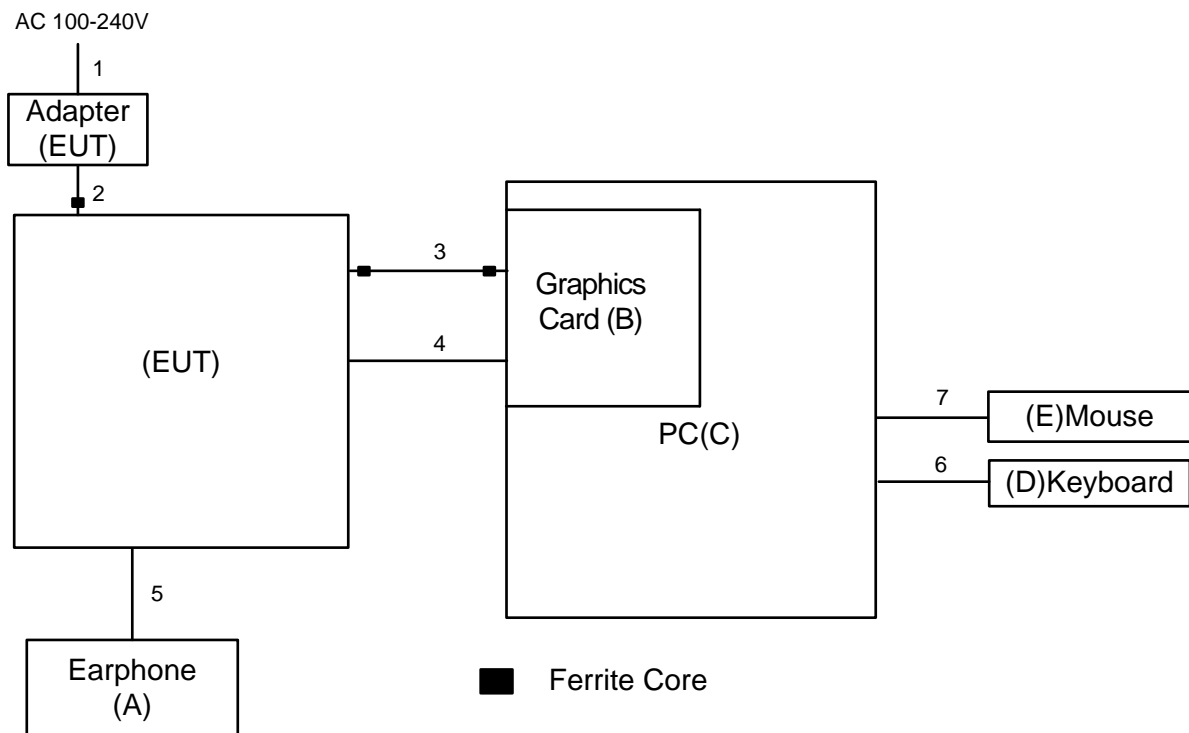 AC 100-240V
1
Adapter
(EUT)
2
3
Graphics
Card (B)
4
(EUT)
7
(E)Mouse
PC(C)
6
(D)Keyboard
5
Earphone
(A)
Ferrite Core